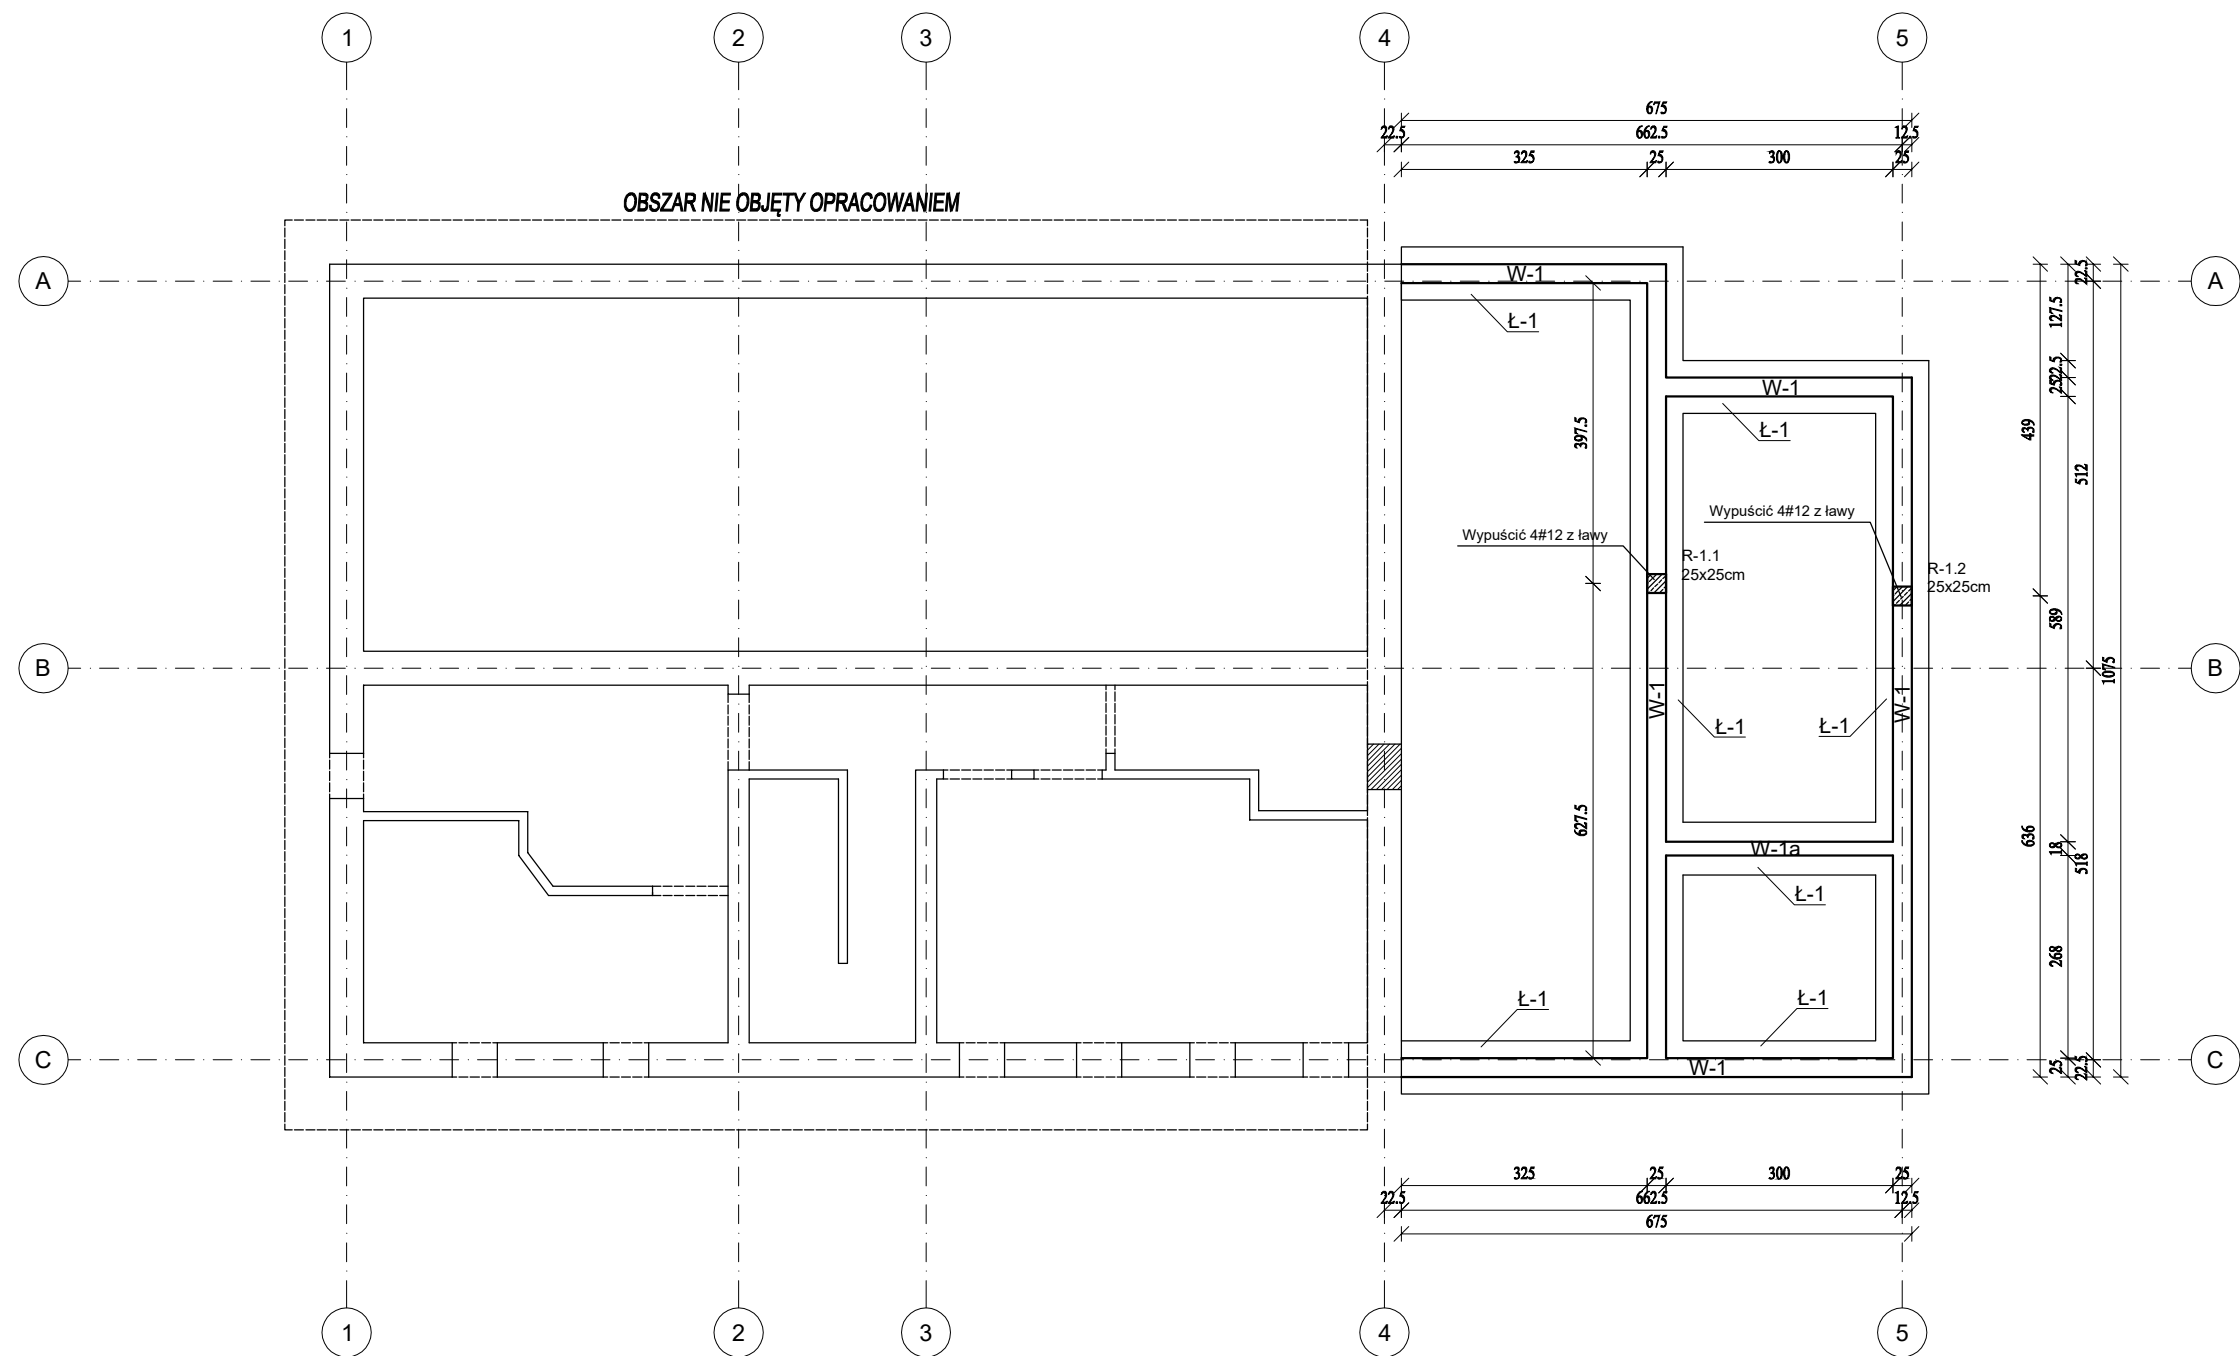 1
2
3
4
5
675
22.5
662.5
12.5
325
25
300
25
OBSZAR NIE OBJĘTY OPRACOWANIEM
A
W-1
Ł-1
22.5
127.5
A
22.5
25
W-1
Ł-1
439
397.5
512
Wypuścić 4#12 z ławy
Wypuścić 4#12 z ławy
R-1.1
25x25cm
R-1.2
25x25cm
589
B
B
1075
W-1
Ł-1
Ł-1
W-1
627.5
636
18
518
W-1a
Ł-1
268
Ł-1
Ł-1
C
W-1
25
22.5
C
325
25
300
25
22.5
662.5
12.5
675
1
2
3
4
5